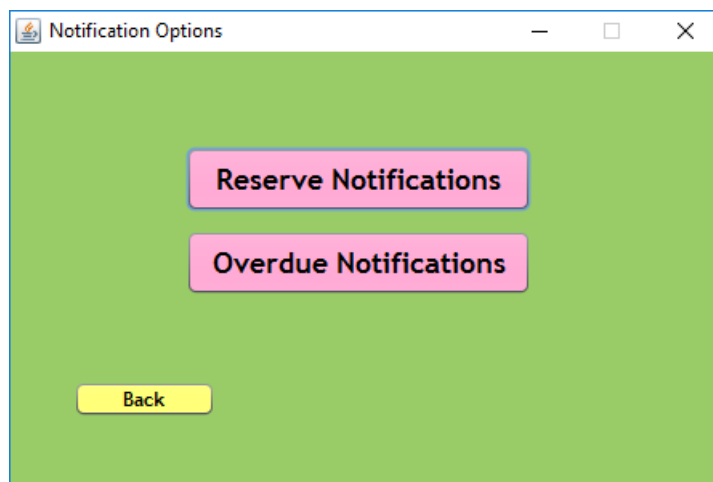 Notification Options
Reserve Notifications
Overdue Notifications
Back